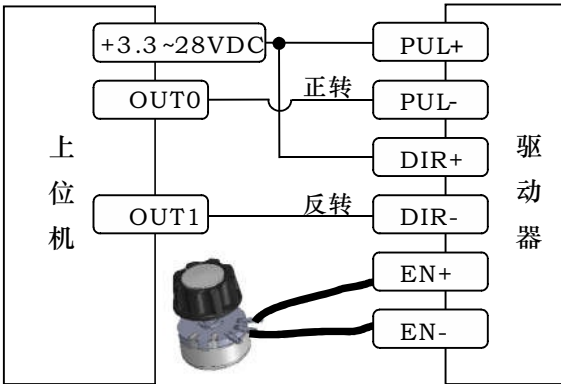 +3.3~28VDC
PUL+
OUT0
正转
PUL-
上位机
DIR+
驱动器
OUT1
反转
DIR-
EN+
EN-